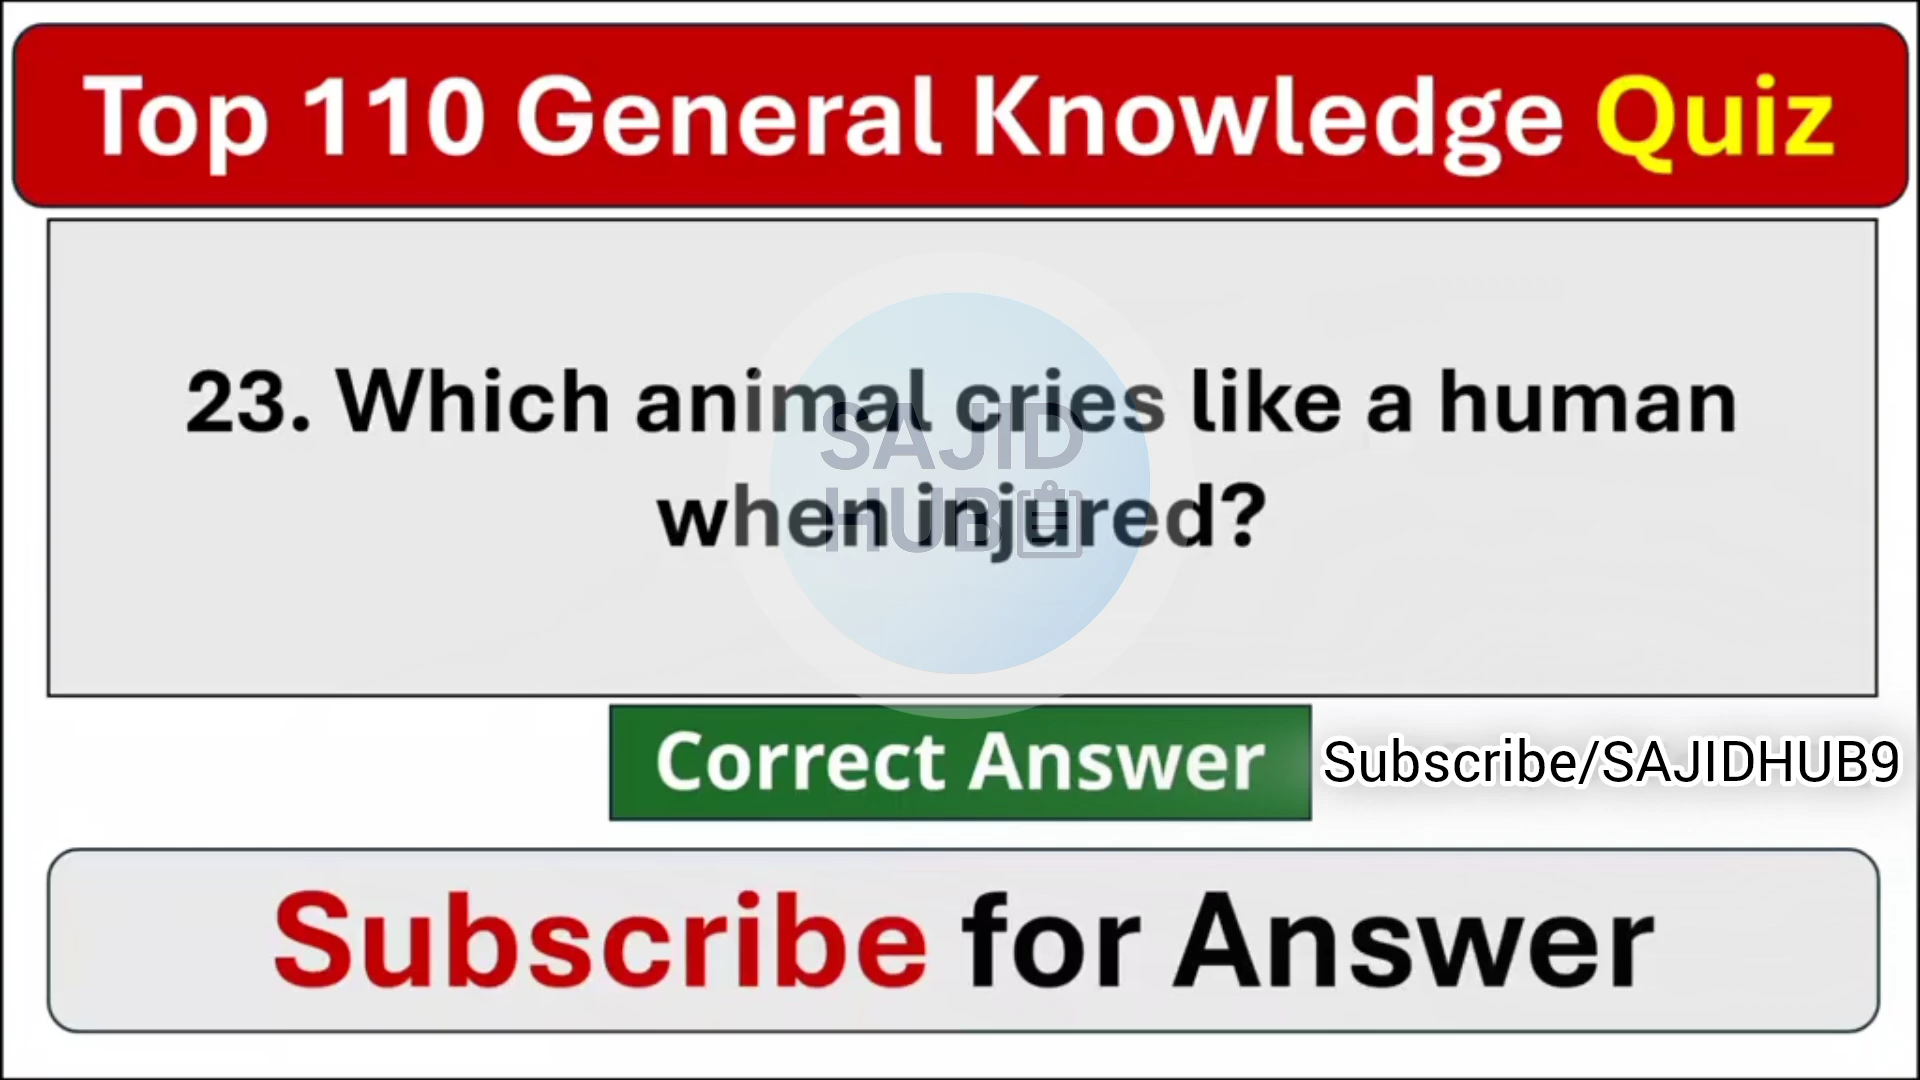 Top 110 General Knowledge Quiz
23. Which animal cries like a human
when injured?
SAJID
HUB
Correct Answer
Subscribe/SAJIDHUB9
Subscribe for Answer